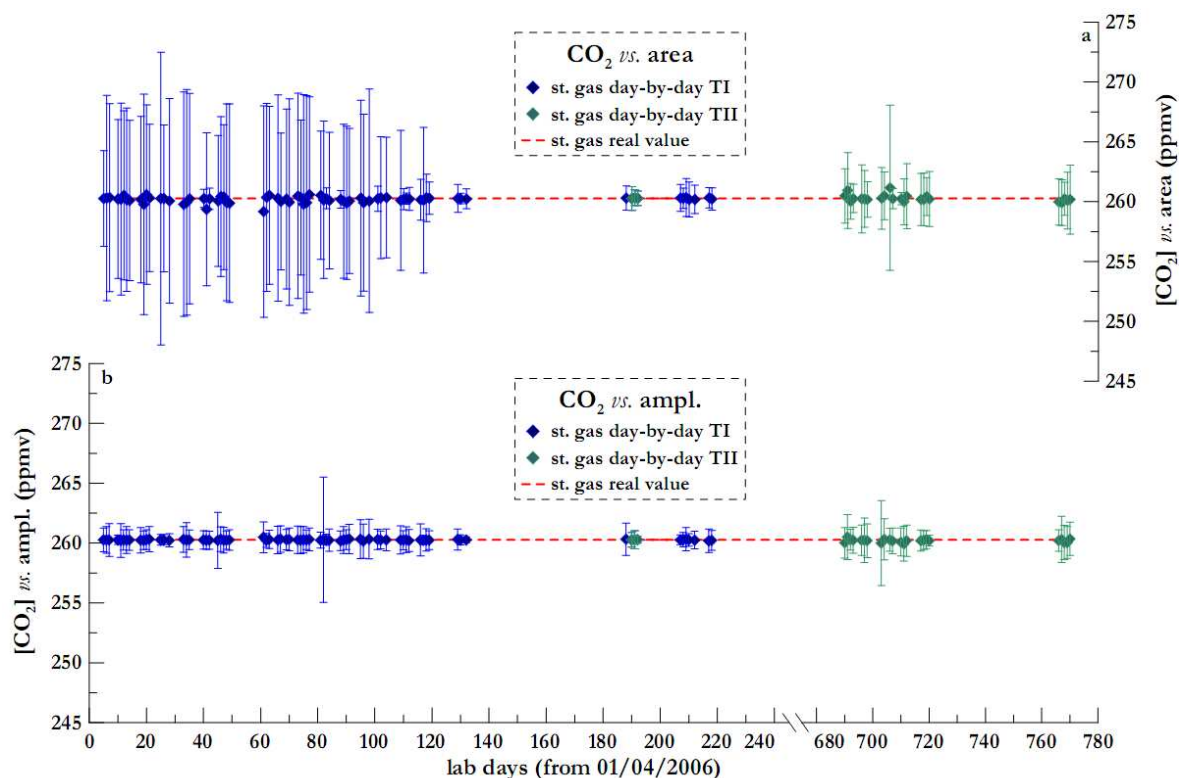 275
a
270
265
260
255
250
245
[CO₂] vs. area (ppmv)
CO₂ vs. area
st. gas day-by-day TI
st. gas day-by-day TII
st. gas real value
275
b
270
265
260
255
250
245
[CO₂] vs. ampl. (ppmv)
CO₂ vs. ampl.
st. gas day-by-day TI
st. gas day-by-day TII
st. gas real value
0 20 40 60 80 100 120 140 160 180 200 220 240 680 700 720 740 760 780
lab days (from 01/04/2006)